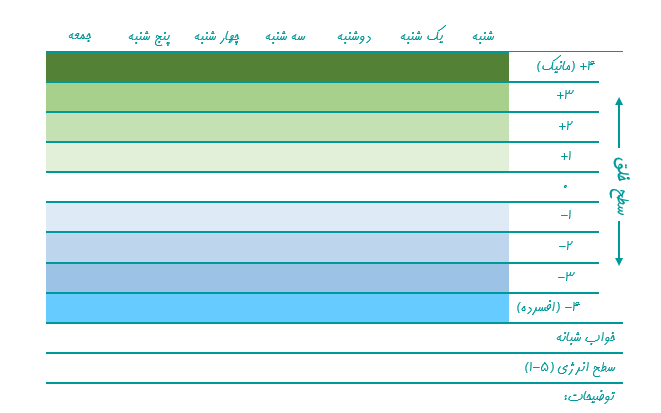 شنبه یک شنبه دوشنبه سه شنبه چهار شنبه پنج شنبه جمعه
+۴ (مانیک)
+۳
+۲
+۱
۰
-۱
-۲
-۳
-۴ (افسرده)
سطح خلق
خواب شبانه
سطح انرژی (۵-۱)
توضیحات: